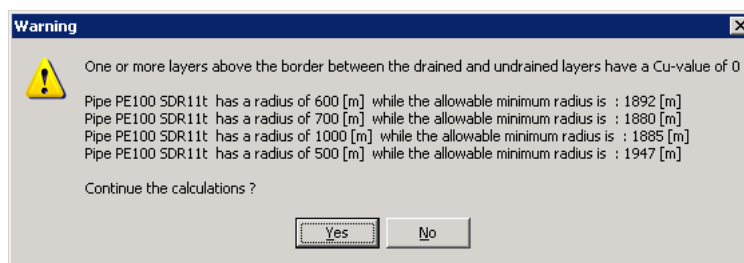 Warning
One or more layers above the border between the drained and undrained layers have a Cu-value of 0
Pipe PE100 SDR11t has a radius of 600 [m] while the allowable minimum radius is : 1892 [m]
Pipe PE100 SDR11t has a radius of 700 [m] while the allowable minimum radius is : 1880 [m]
Pipe PE100 SDR11t has a radius of 1000 [m] while the allowable minimum radius is : 1885 [m]
Pipe PE100 SDR11t has a radius of 500 [m] while the allowable minimum radius is : 1947 [m]
Continue the calculations ?
Yes No